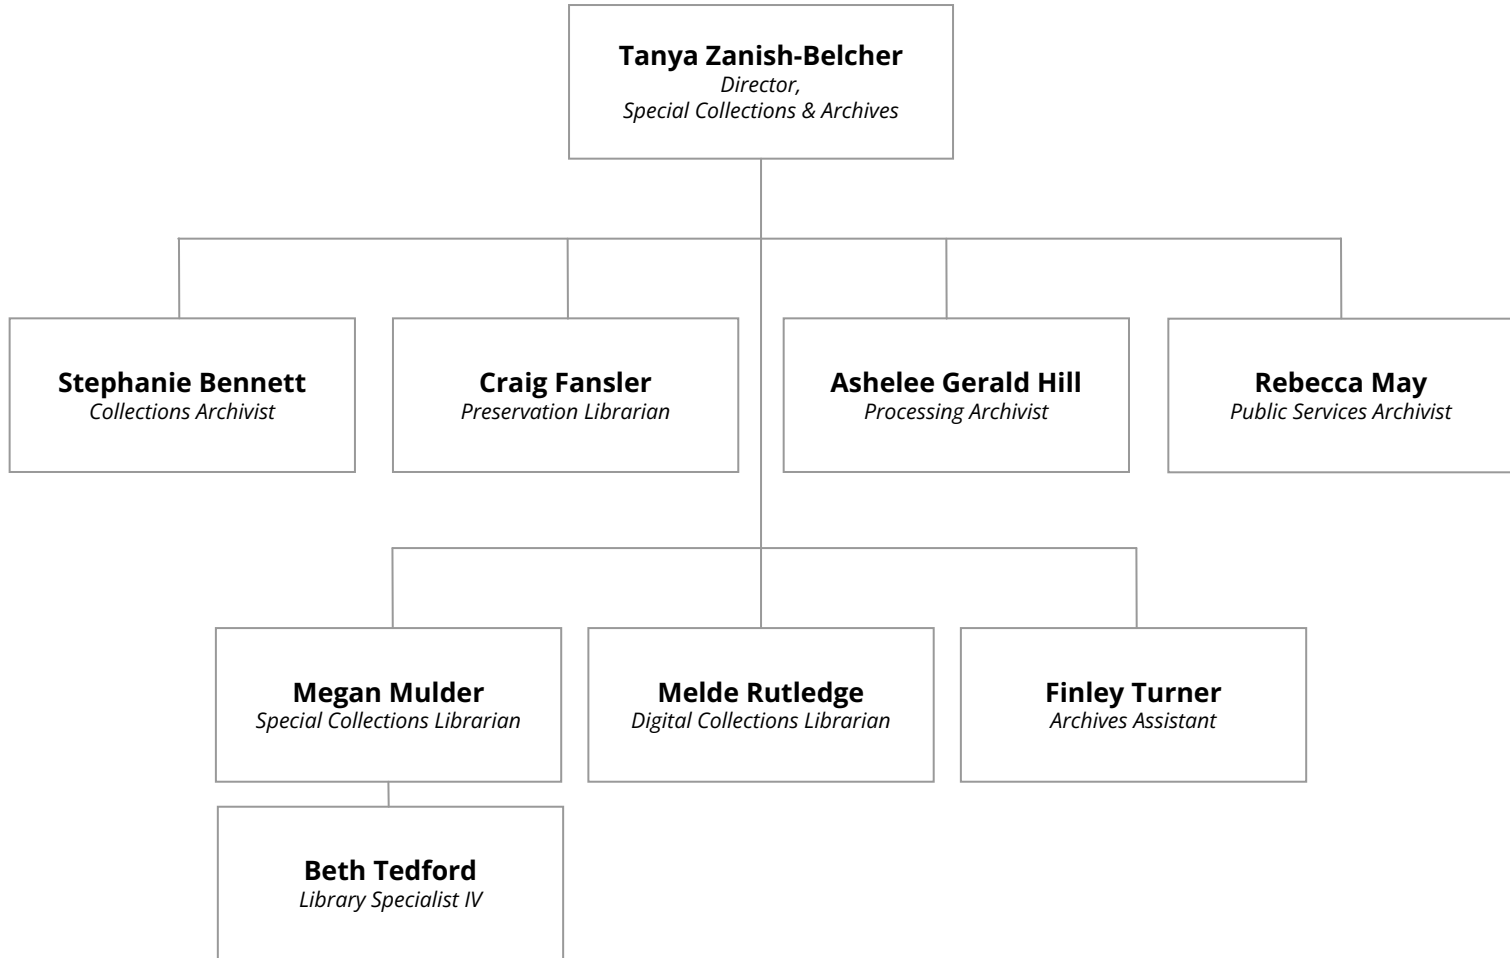 Tanya Zanish-Belcher
Director,
Special Collections & Archives
Stephanie Bennett
Collections Archivist
Craig Fansler
Preservation Librarian
Ashelee Gerald Hill
Processing Archivist
Rebecca May
Public Services Archivist
Megan Mulder
Special Collections Librarian
Melde Rutledge
Digital Collections Librarian
Finley Turner
Archives Assistant
Beth Tedford
Library Specialist IV